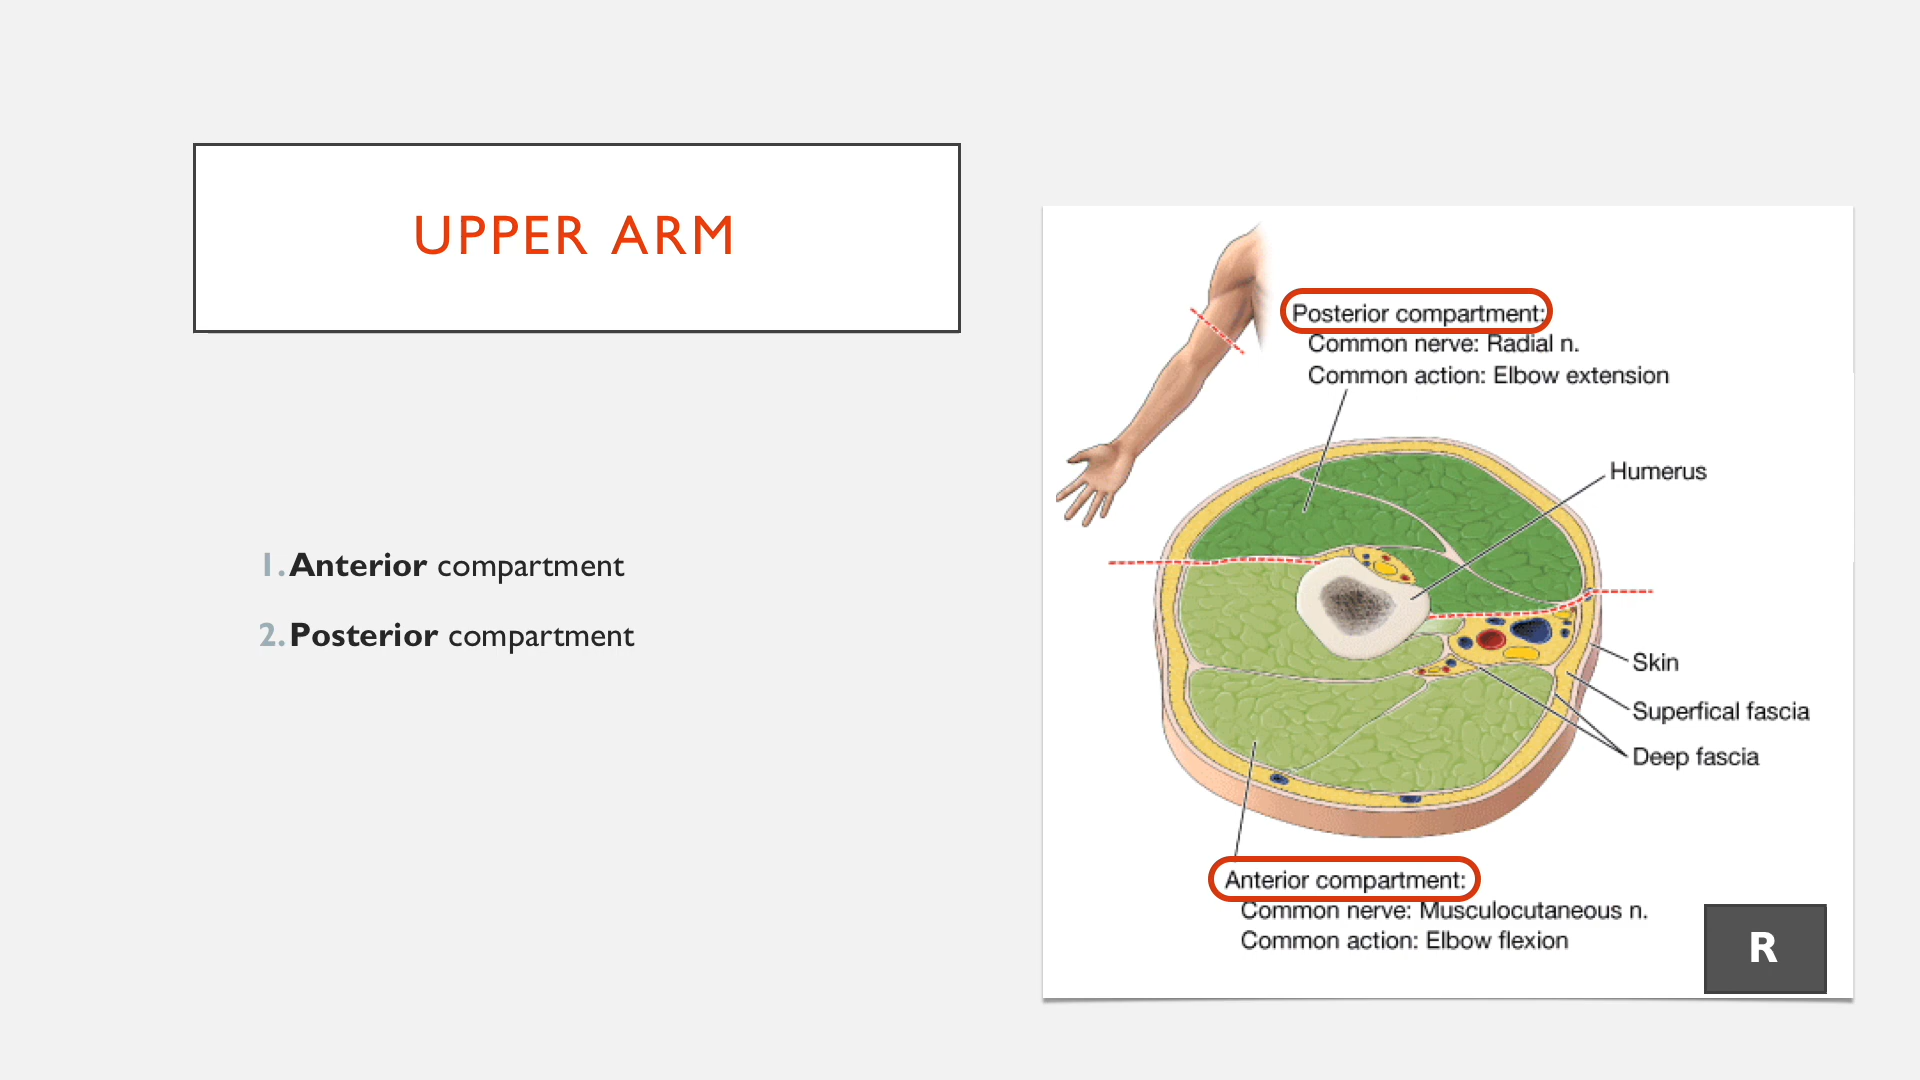 UPPER ARM
1. Anterior compartment
2. Posterior compartment
Posterior compartment:
Common nerve: Radial n.
Common action: Elbow extension
Humerus
Skin
Superfical fascia
Deep fascia
Anterior compartment:
Common nerve: Musculocutaneous n.
Common action: Elbow flexion
R